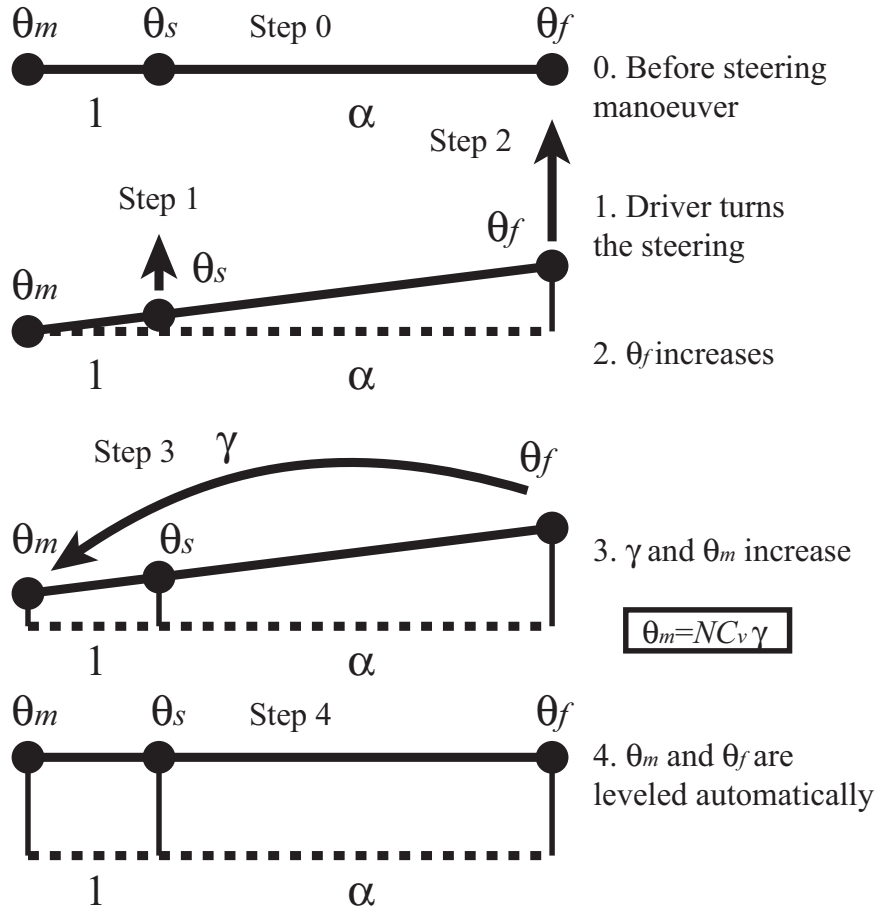 θm θs Step 0 θf
0. Before steering
manoeuver
1 α
Step 2
Step 1
1. Driver turns
the steering
θf
θs
θm
1 α
2. θf increases
Step 3 γ
θf
θm θs
3. γ and θm increase
1 α
θm=NCv γ
θm θs Step 4 θf
4. θm and θf are
leveled automatically
1 α